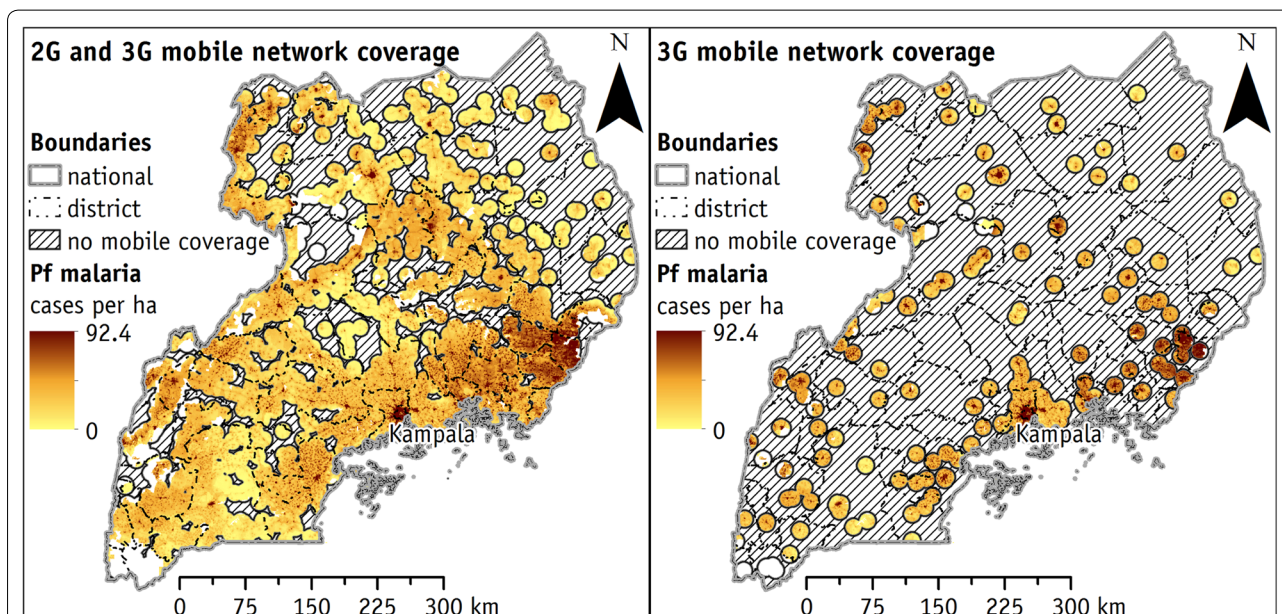 2G and 3G mobile network coverage
N
Boundaries
national
district
no mobile coverage
Pf malaria
cases per ha
92.4
0
Kampala
0 75 150 225 300 km
3G mobile network coverage
N
Boundaries
national
district
no mobile coverage
Pf malaria
cases per ha
92.4
0
Kampala
0 75 150 225 300 km